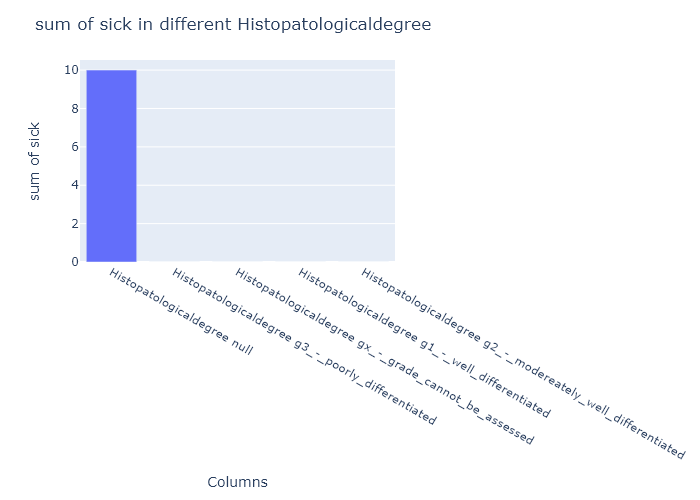 sum of sick in different Histopatologicaldegree
10
8
6
4
2
0
sum of sick
Histopatologicaldegree null
Histopatologicaldegree g3_-_poorly_differentiated
Histopatologicaldegree gx_-_grade_cannot_be_assessed
Histopatologicaldegree g1_-_well_differentiated
Histopatologicaldegree g2_-_modereately_well_differentiated
Columns